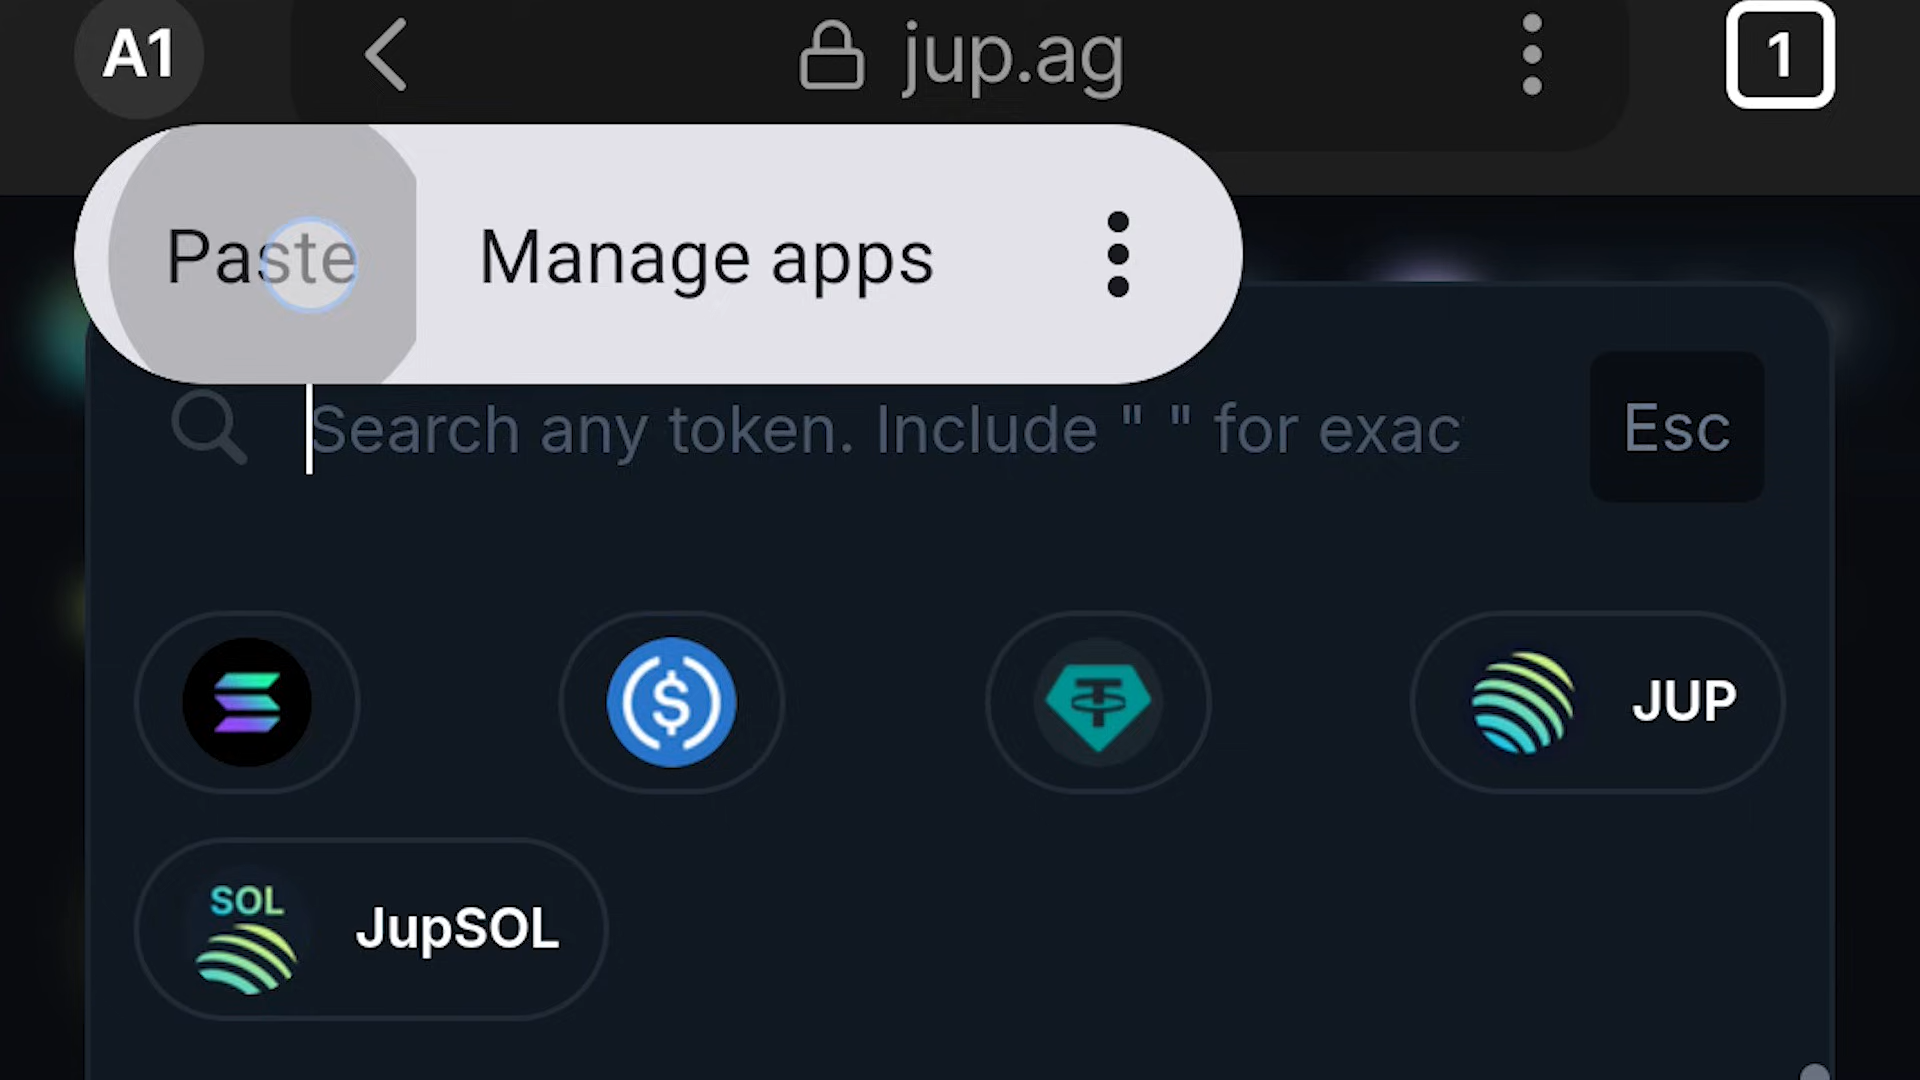 A1
jup.ag
1
Paste
Manage apps
Search any token. Include " " for exac
Esc
JUP
SOL
JupSOL